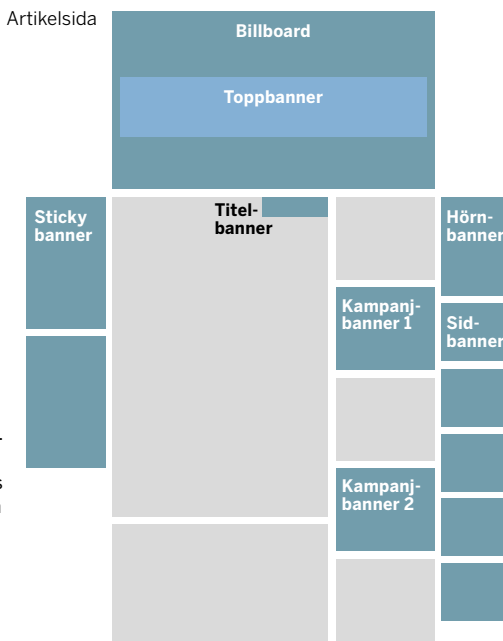 Artikelsida
Billboard
Toppbanner
Sticky
banner
Titel-
banner
Hörn-
banner
Kampanj-
banner 1
Sid-
banner
Kampanj-
banner 2